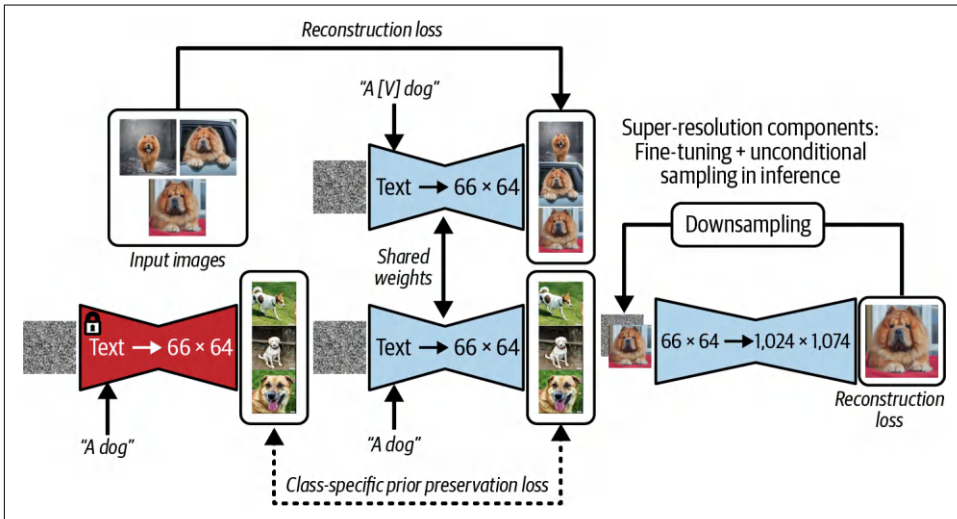 Reconstruction loss
"A [V] dog"
Text → 66 × 64
Input images
Shared
weights
Super-resolution components:
Fine-tuning + unconditional
sampling in inference
Downsampling
Text → 66 × 64
"A dog"
Text → 66 × 64
"A dog"
66 × 64 → 1,024 × 1,074
Reconstruction
loss
Class-specific prior preservation loss